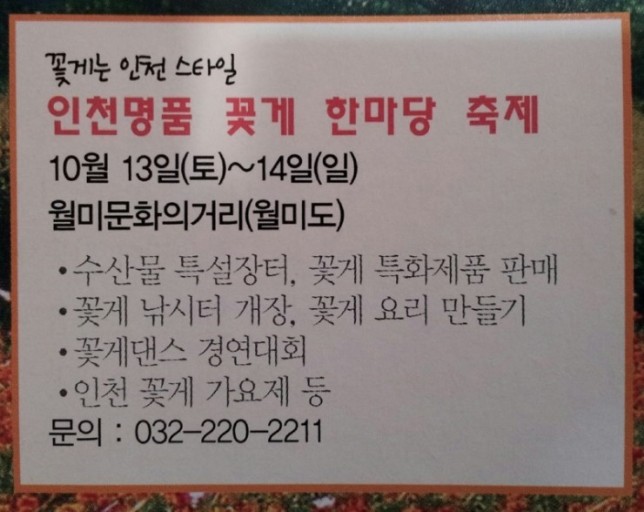 꽃게는 인천 스타일
인천명품 꽃게 한마당 축제
10월 13일(토)~14일(일)
월미문화의거리(월미도)
•수산물 특설장터, 꽃게 특화제품 판매
•꽃게 낚시터 개장, 꽃게 요리 만들기
•꽃게댄스 경연대회
•인천 꽃게 가요제 등
문의 : 032-220-2211